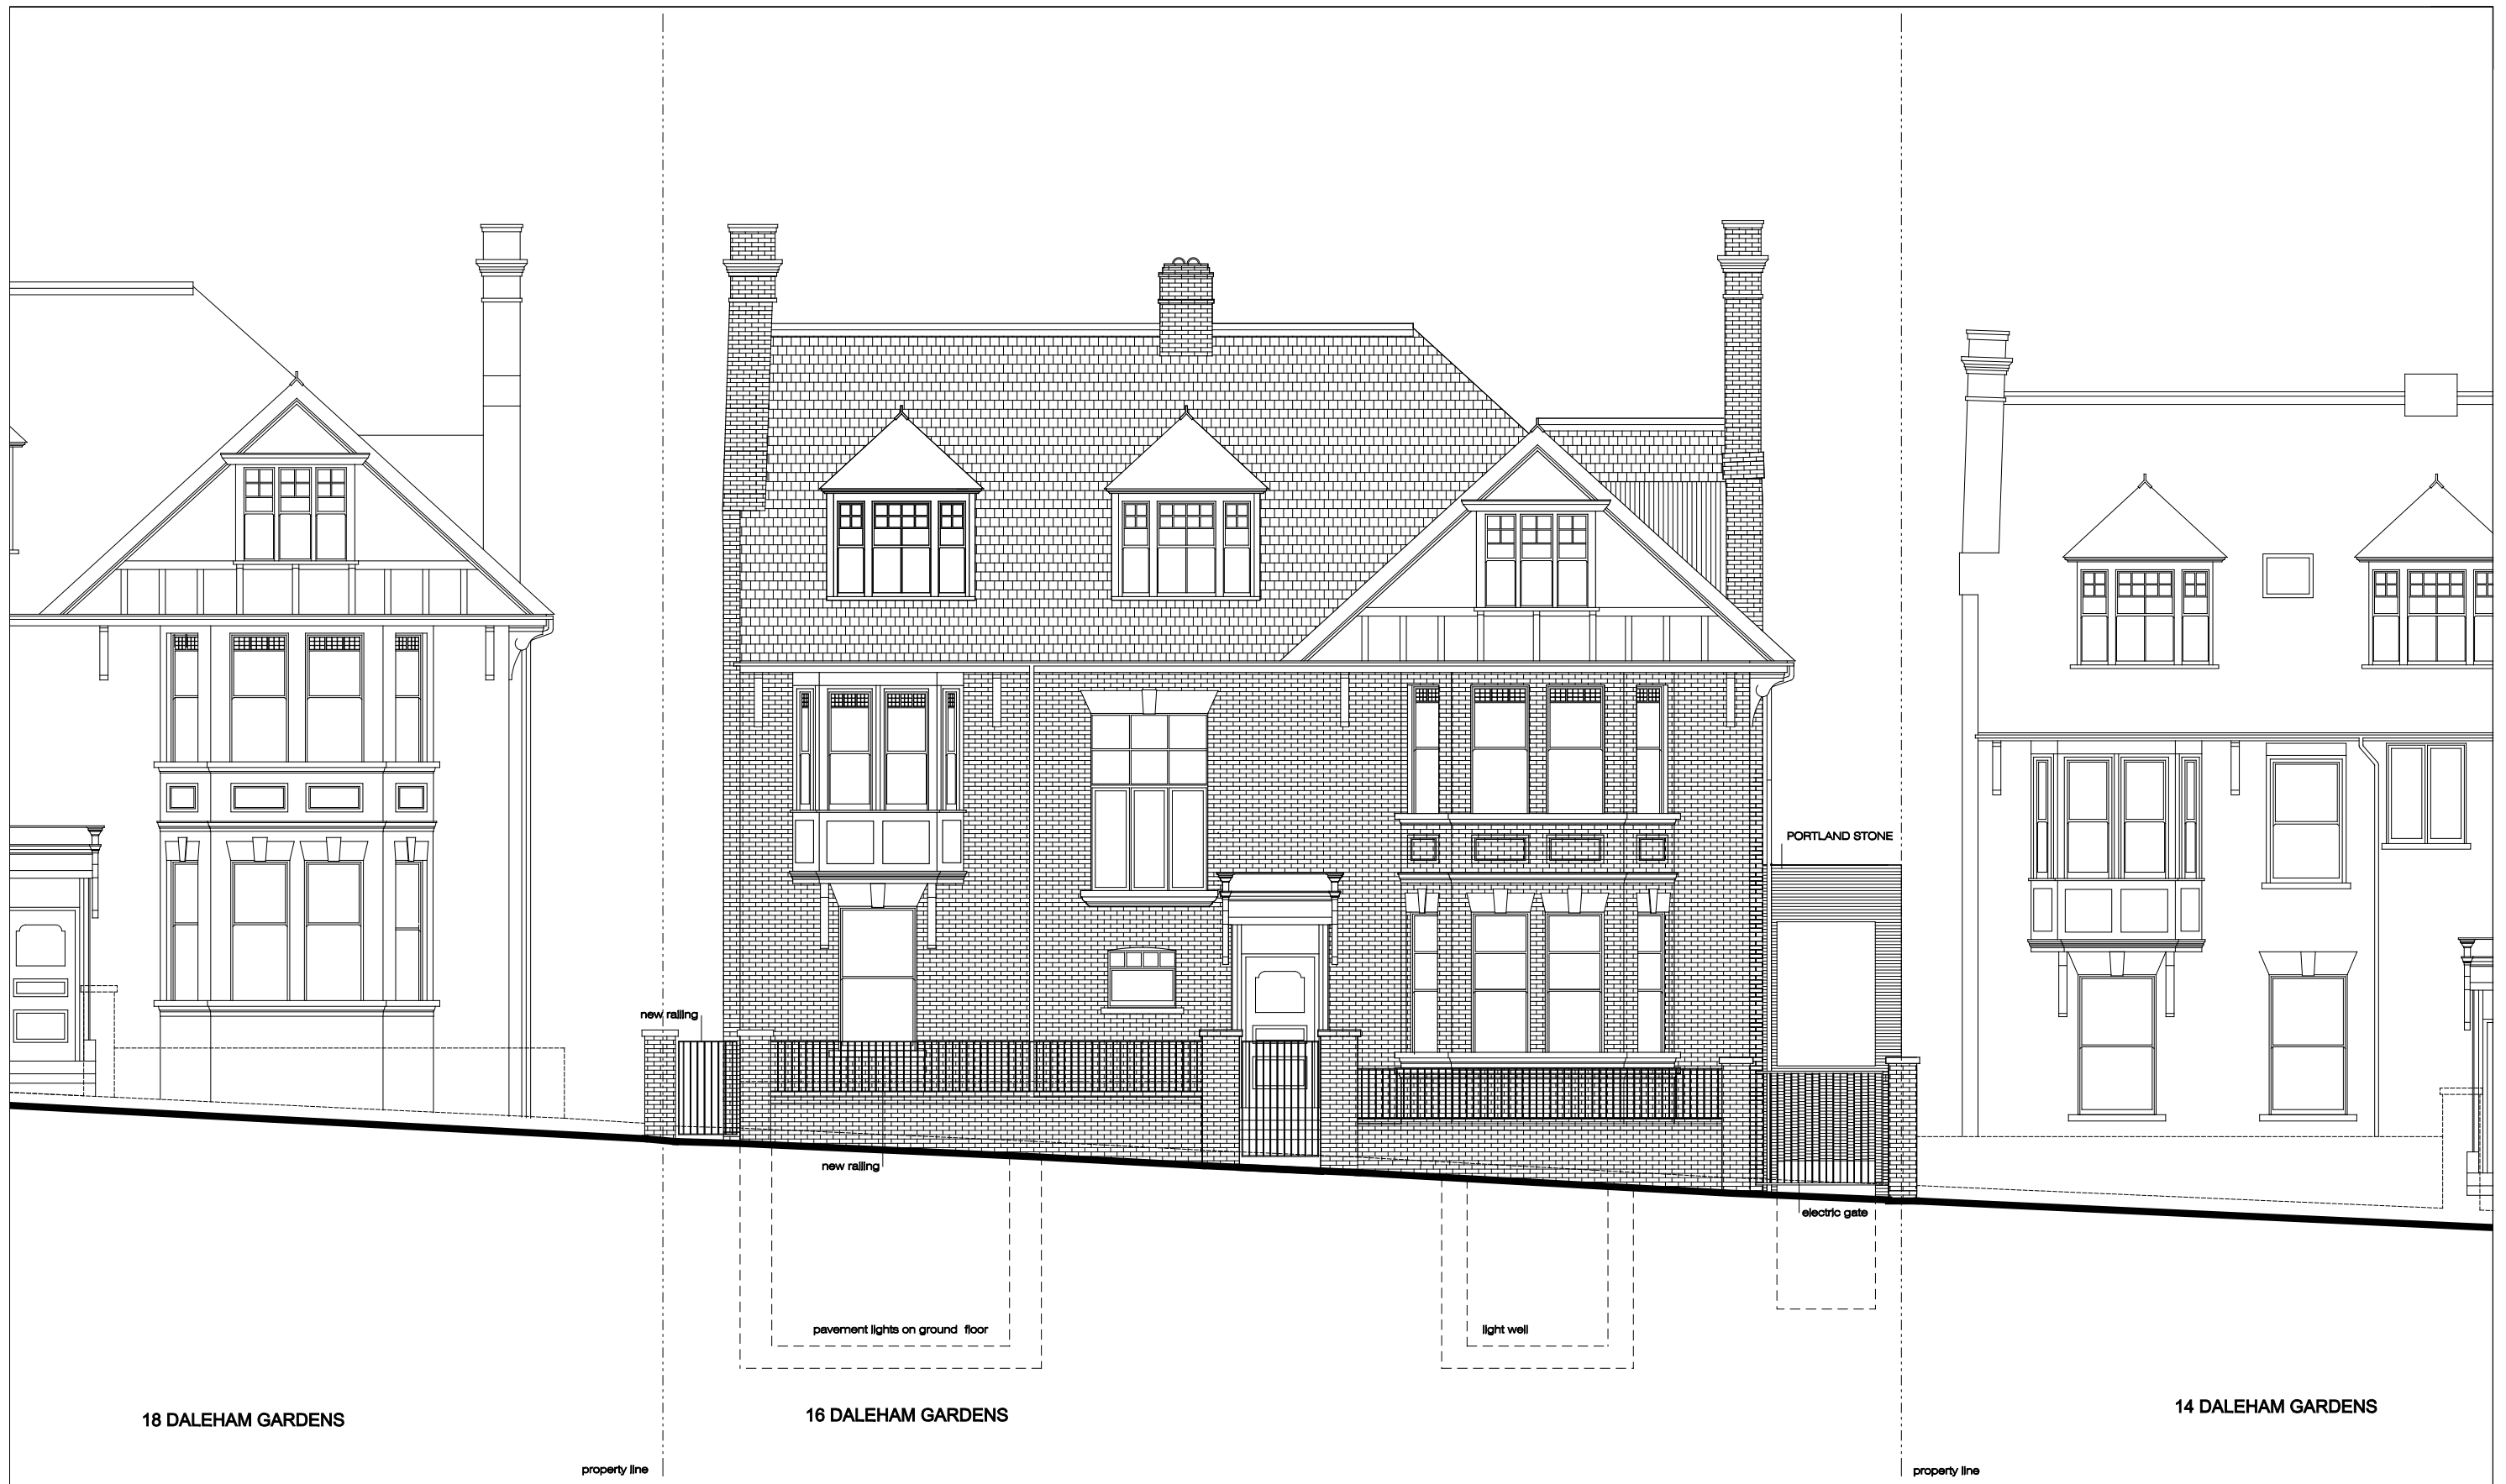 PORTLAND STONE
new railing
new railing
electric gate
pavement lights on ground floor
light well
18 DALEHAM GARDENS
16 DALEHAM GARDENS
14 DALEHAM GARDENS
property line
property line